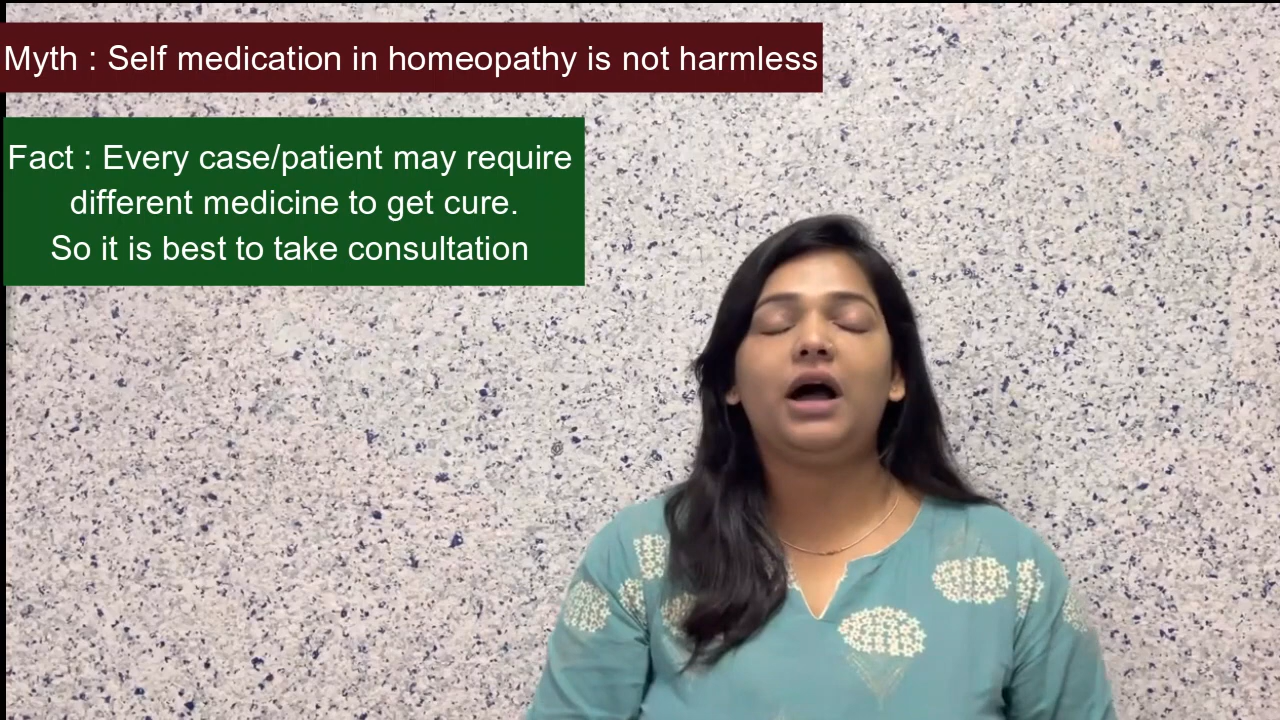 Myth : Self medication in homeopathy is not harmless
Fact : Every case/patient may require
different medicine to get cure.
So it is best to take consultation